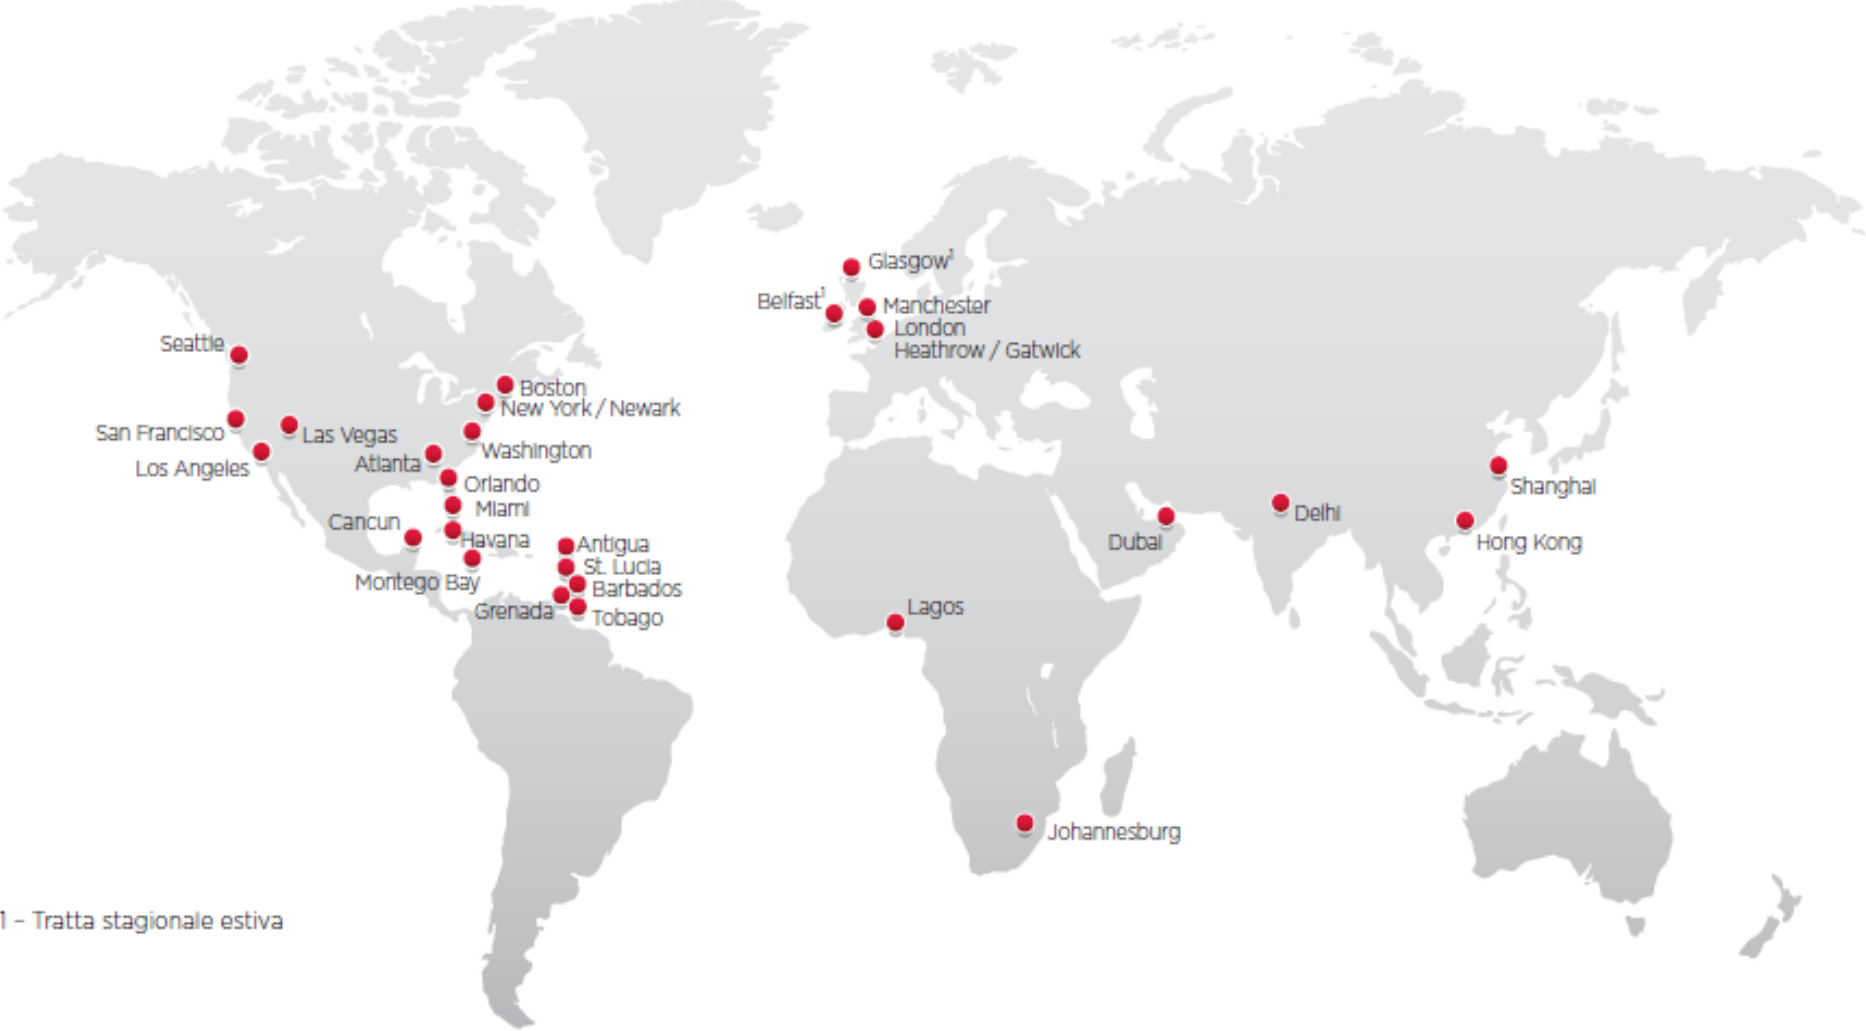 Glasgow¹
Belfast¹
Manchester
London
Heathrow / Gatwick
Seattle
Boston
New York / Newark
San Francisco
Las Vegas
Washington
Los Angeles
Atlanta
Orlando
Miami
Cancun
Havana
Montego Bay
Antigua
St. Lucia
Barbados
Grenada
Tobago
Shanghai
Delhi
Dubai
Hong Kong
Lagos
Johannesburg
1 – Tratta stagionale estiva